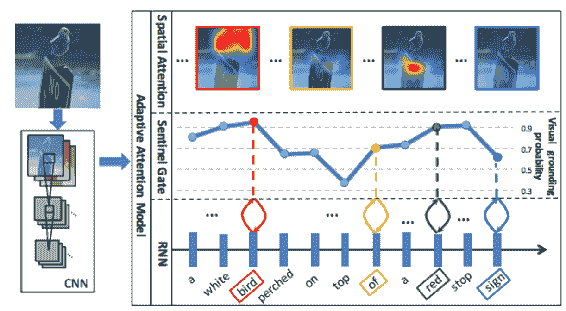 Adaptive Attention Model
Spatial Attention
... ... ... ...
Sentinel Gate
0.9
0.7
0.5
0.3
Visual grounding
probability
RNN
... ... ... ...
a white bird perched on top of a red stop sign
CNN
...
...